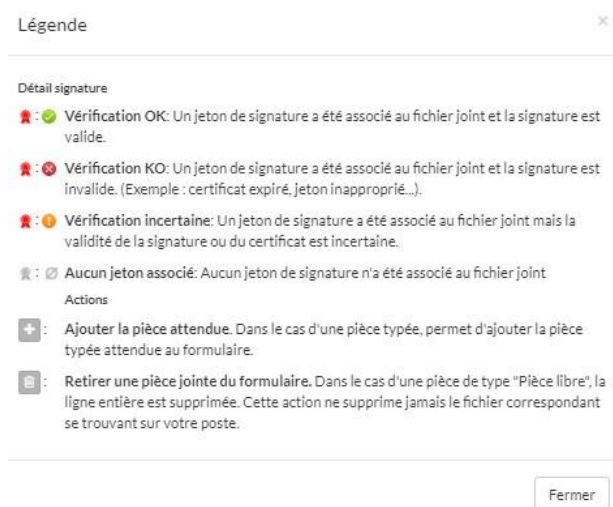 Légende
×
Détail signature
: Vérification OK: Un jeton de signature a été associé au fichier joint et la signature est
valide.
: Vérification KO: Un jeton de signature a été associé au fichier joint et la signature est
invalide. (Exemple : certificat expiré, jeton inapproprié...).
: Vérification incertaine: Un jeton de signature a été associé au fichier joint mais la
validité de la signature ou du certificat est incertaine.
: Aucun jeton associé: Aucun jeton de signature n'a été associé au fichier joint
Actions
: Ajouter la pièce attendue. Dans le cas d'une pièce typée, permet d'ajouter la pièce
typée attendue au formulaire.
: Retirer une pièce jointe du formulaire. Dans le cas d'une pièce de type "Pièce libre", la
ligne entière est supprimée. Cette action ne supprime jamais le fichier correspondant
se trouvant sur votre poste.
Fermer